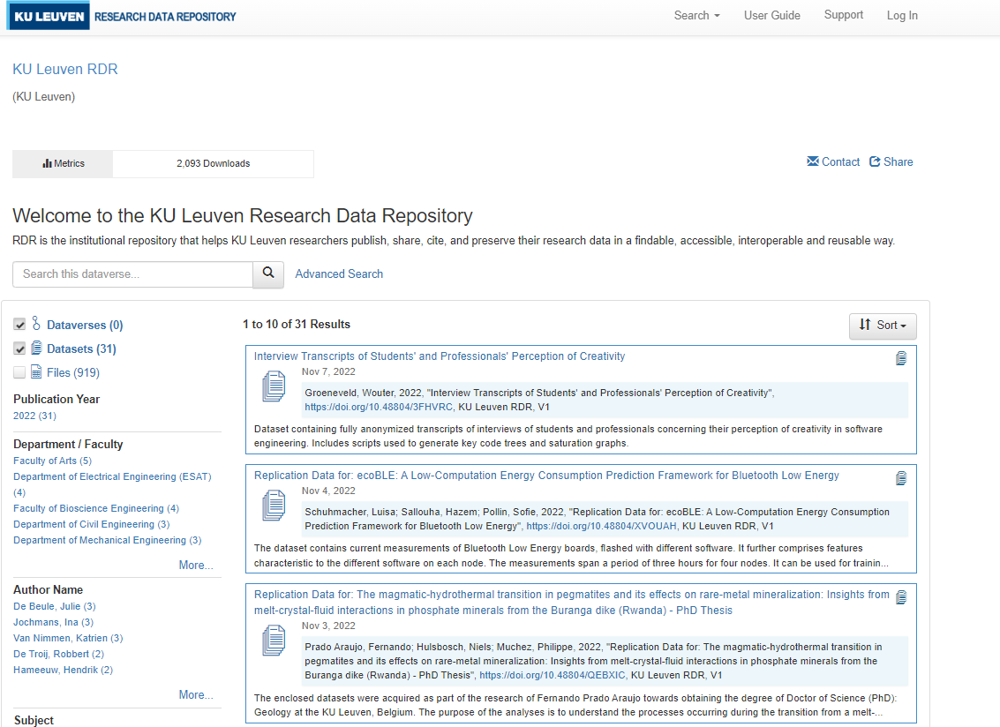 KU LEUVEN RESEARCH DATA REPOSITORY
Search User Guide Support Log In
KU Leuven RDR
(KU Leuven)
Metrics 2,093 Downloads
Contact Share
Welcome to the KU Leuven Research Data Repository
RDR is the institutional repository that helps KU Leuven researchers publish, share, cite, and preserve their research data in a findable, accessible, interoperable and reusable way.
Search this dataverse... Advanced Search
Dataverses (0)
Datasets (31)
Files (919)
Publication Year
2022 (31)
Department / Faculty
Faculty of Arts (5)
Department of Electrical Engineering (ESAT)
(4)
Faculty of Bioscience Engineering (4)
Department of Civil Engineering (3)
Department of Mechanical Engineering (3)
More...
Author Name
De Beule, Julie (3)
Jochmans, Ina (3)
Van Nimmen, Katrien (3)
De Troij, Robbert (2)
Hameeuw, Hendrik (2)
More...
Subject
1 to 10 of 31 Results
Sort
Interview Transcripts of Students' and Professionals' Perception of Creativity
Nov 7, 2022
Groeneveld, Wouter, 2022, "Interview Transcripts of Students' and Professionals' Perception of Creativity",
https://doi.org/10.48804/3FHVRC, KU Leuven RDR, V1
Dataset containing fully anonymized transcripts of interviews of students and professionals concerning their perception of creativity in software
engineering. Includes scripts used to generate key code trees and saturation graphs.
Replication Data for: ecoBLE: A Low-Computation Energy Consumption Prediction Framework for Bluetooth Low Energy
Nov 4, 2022
Schuhmacher, Luisa; Sallouha, Hazem; Pollin, Sofie, 2022, "Replication Data for: ecoBLE: A Low-Computation Energy Consumption
Prediction Framework for Bluetooth Low Energy", https://doi.org/10.48804/XVOUAH, KU Leuven RDR, V1
The dataset contains current measurements of Bluetooth Low Energy boards, flashed with different software. It further comprises features
characteristic to the different software on each node. The measurements span a period of three hours for four nodes. It can be used for trainin...
Replication Data for: The magmatic-hydrothermal transition in pegmatites and its effects on rare-metal mineralization: Insights from
melt-crystal-fluid interactions in phosphate minerals from the Buranga dike (Rwanda) - PhD Thesis
Nov 3, 2022
Prado Araujo, Fernando; Hulsbosch, Niels; Muchez, Philippe, 2022, "Replication Data for: The magmatic-hydrothermal transition in
pegmatites and its effects on rare-metal mineralization: Insights from melt-crystal-fluid interactions in phosphate minerals from the
Buranga dike (Rwanda) - PhD Thesis", https://doi.org/10.48804/QEBXIC, KU Leuven RDR, V1
The enclosed datasets were acquired as part of the research of Fernando Prado Araujo towards obtaining the degree of Doctor of Science (PhD):
Geology at the KU Leuven, Belgium. The purpose of the analyses is to understand the processes occurring during the transition from a melt-...